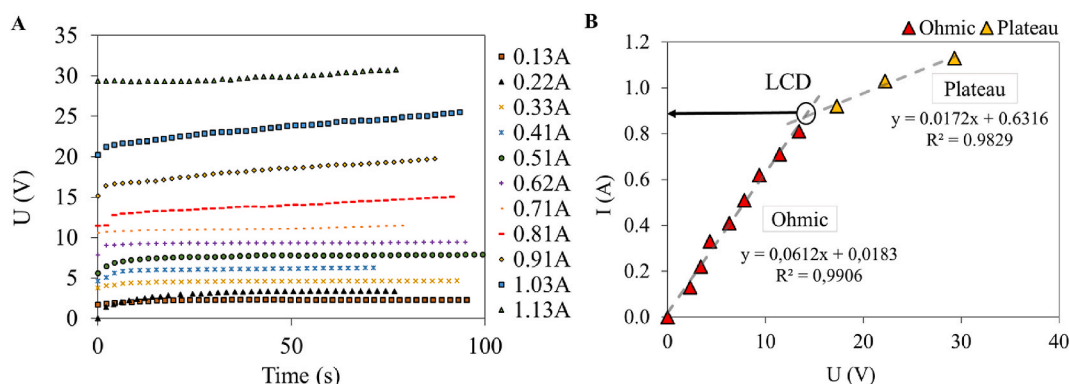 A
35
30
25
20
15
10
5
0
U (V)
0
50
100
Time (s)
0.13A
0.22A
0.33A
0.41A
0.51A
0.62A
0.71A
0.81A
0.91A
1.03A
1.13A
B
Ohmic Plateau
1.2
1.0
0.8
0.6
0.4
0.2
0.0
I (A)
LCD
Plateau
y = 0.0172x + 0.6316
R² = 0.9829
Ohmic
y = 0,0612x + 0,0183
R² = 0,9906
0
10
20
30
40
U (V)